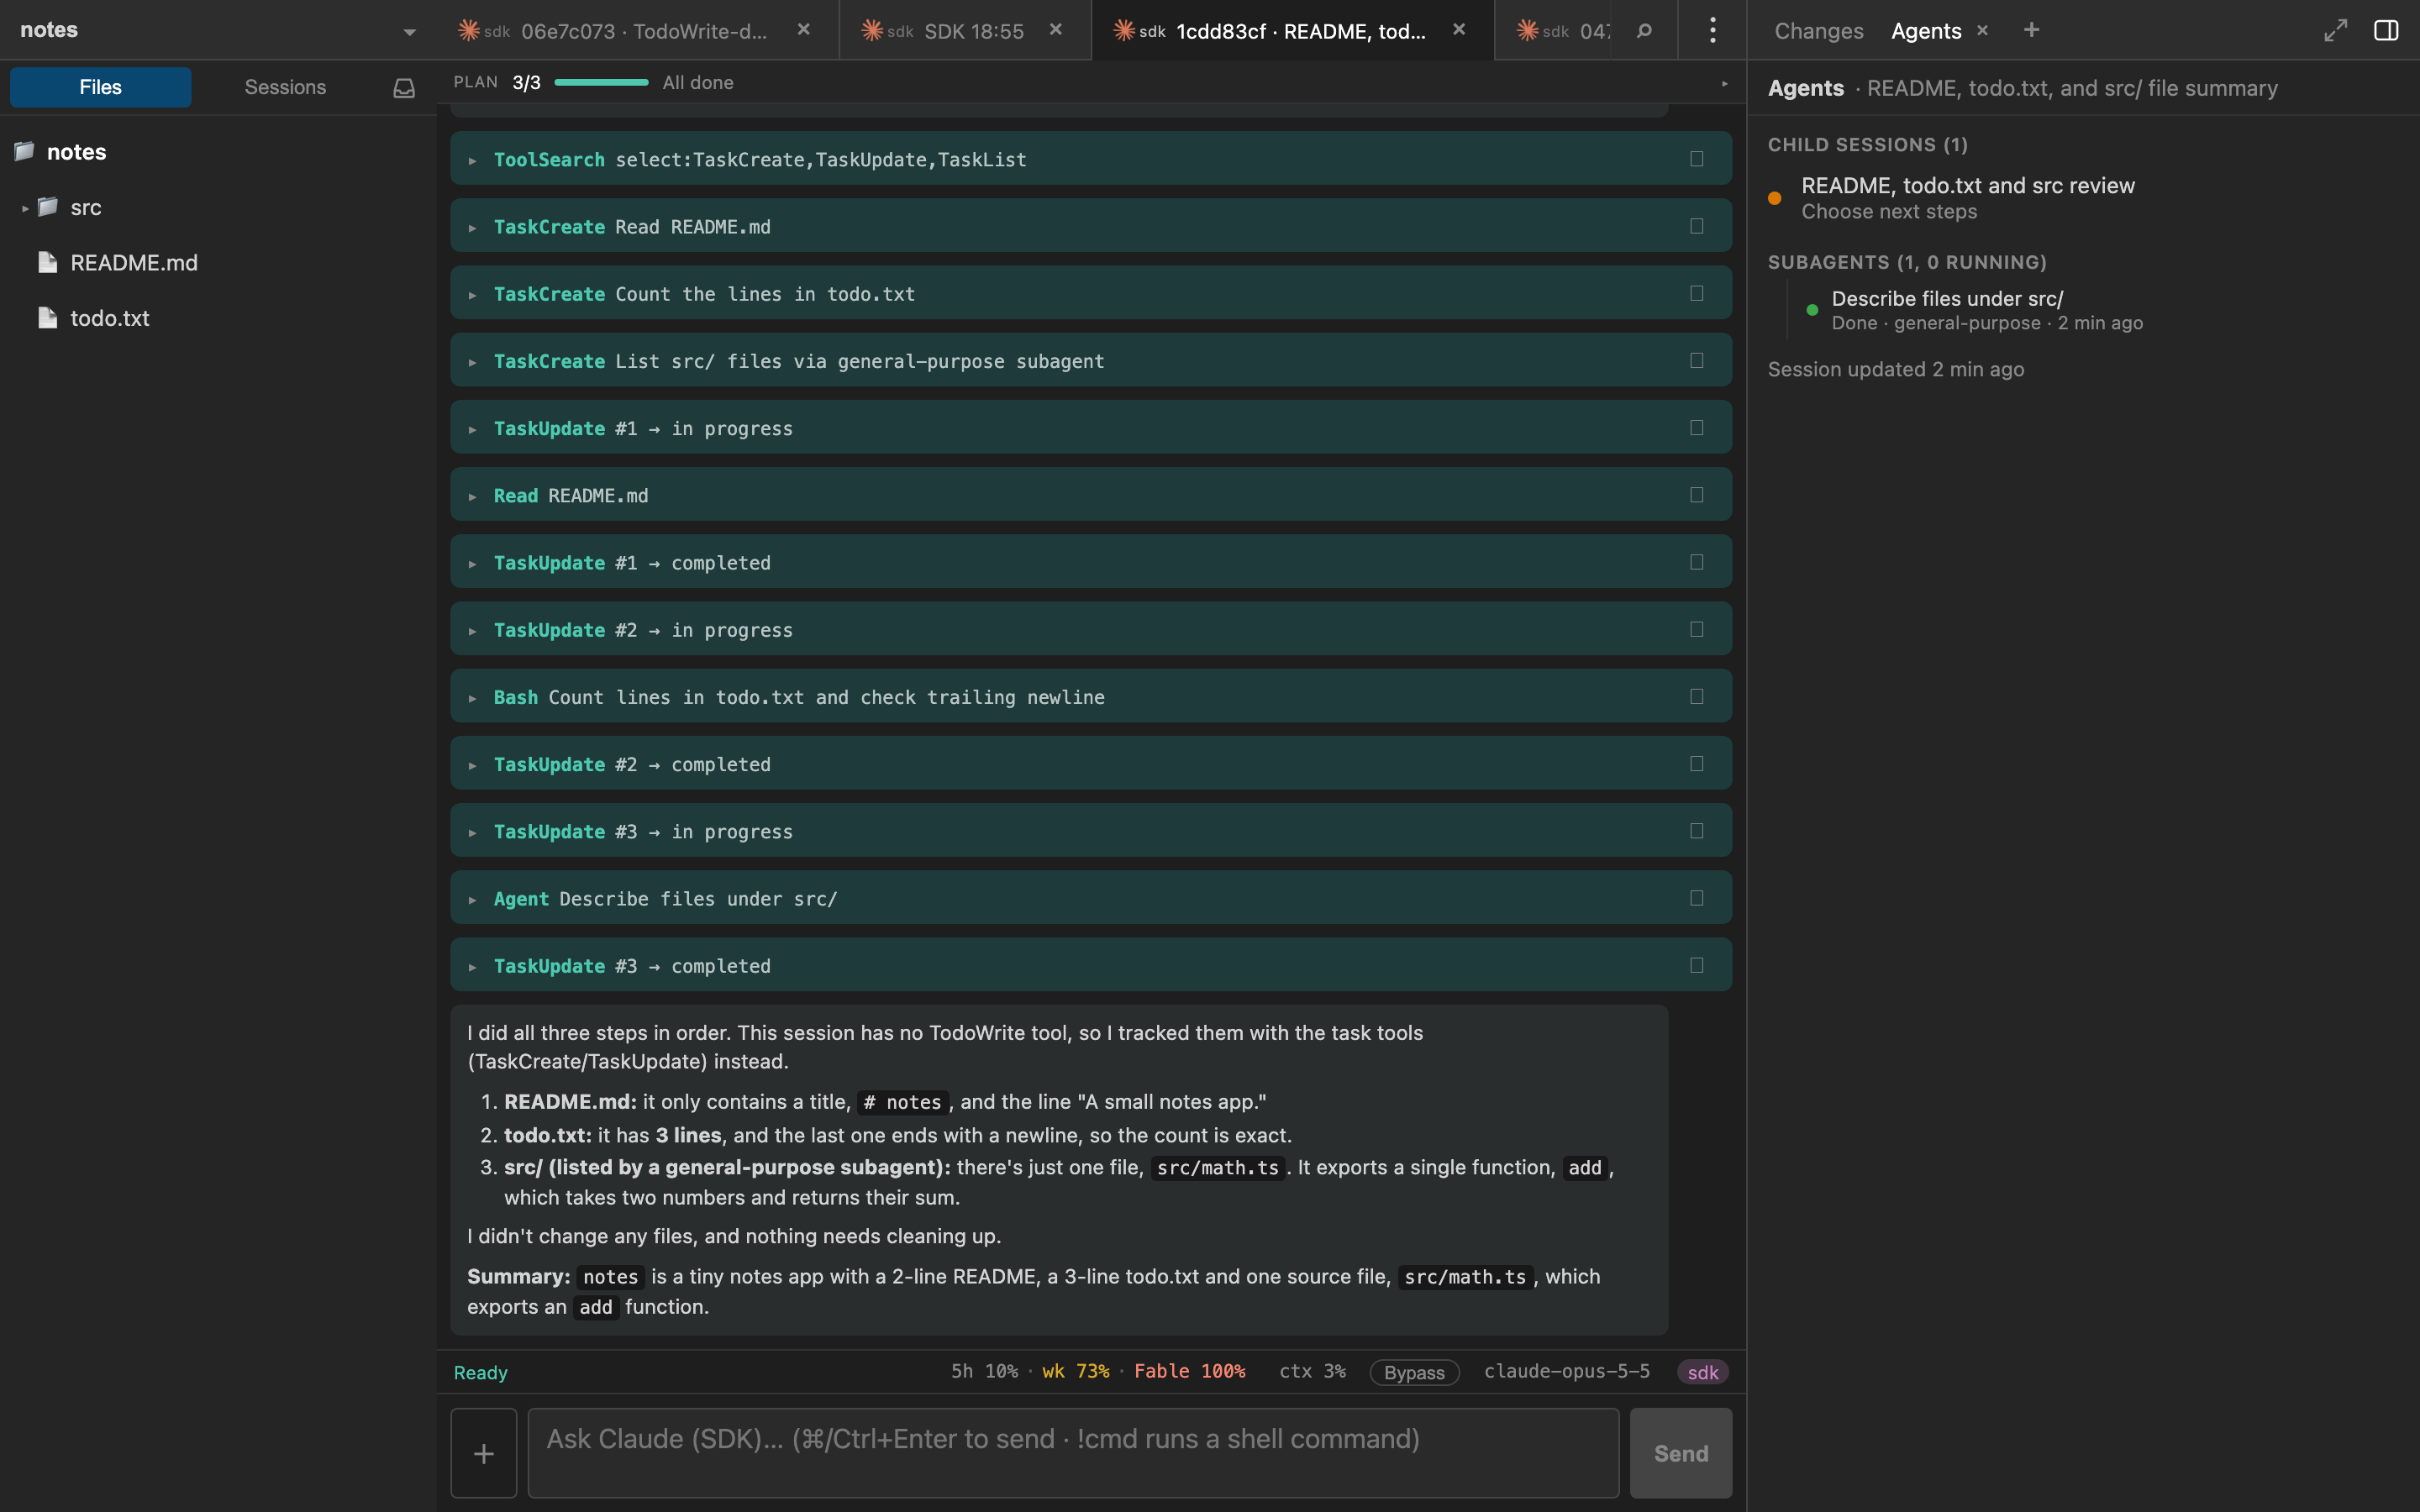 notes
sdk 06e7c073 · TodoWrite-d... ×
sdk SDK 18:55 ×
sdk 1cdd83cf · README, tod... ×
sdk 047
Changes Agents × +
Files Sessions
PLAN 3/3 All done
Agents · README, todo.txt, and src/ file summary
notes
src
README.md
todo.txt
ToolSearch select:TaskCreate,TaskUpdate,TaskList
TaskCreate Read README.md
TaskCreate Count the lines in todo.txt
TaskCreate List src/ files via general-purpose subagent
TaskUpdate #1 → in progress
Read README.md
TaskUpdate #1 → completed
TaskUpdate #2 → in progress
Bash Count lines in todo.txt and check trailing newline
TaskUpdate #2 → completed
TaskUpdate #3 → in progress
Agent Describe files under src/
TaskUpdate #3 → completed
I did all three steps in order. This session has no TodoWrite tool, so I tracked them with the task tools
(TaskCreate/TaskUpdate) instead.
1. README.md: it only contains a title, # notes, and the line "A small notes app."
2. todo.txt: it has 3 lines, and the last one ends with a newline, so the count is exact.
3. src/ (listed by a general-purpose subagent): there's just one file, src/math.ts. It exports a single function, add,
which takes two numbers and returns their sum.
I didn't change any files, and nothing needs cleaning up.
Summary: notes is a tiny notes app with a 2-line README, a 3-line todo.txt and one source file, src/math.ts, which
exports an add function.
Ready 5h 10% · wk 73% · Fable 100% ctx 3% Bypass claude-opus-5-5 sdk
+ Ask Claude (SDK)... (⌘/Ctrl+Enter to send · !cmd runs a shell command) Send
CHILD SESSIONS (1)
README, todo.txt and src review
Choose next steps
SUBAGENTS (1, 0 RUNNING)
Describe files under src/
Done · general-purpose · 2 min ago
Session updated 2 min ago